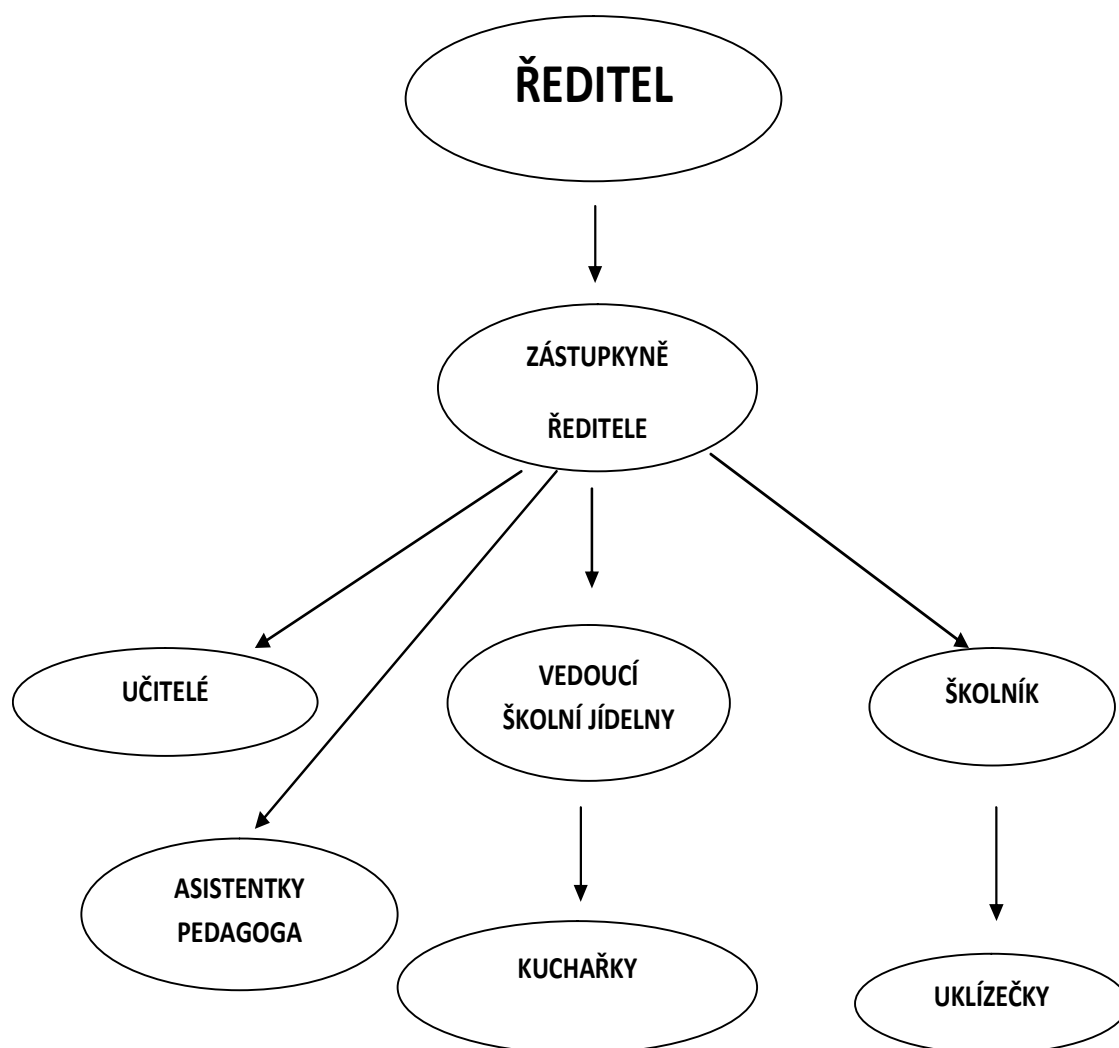 ŘEDITEL
ZÁSTUPKYNĚ
ŘEDITELE
UČITELÉ
VEDOUCÍ
ŠKOLNÍ JÍDELNY
ŠKOLNÍK
ASISTENTKY
PEDAGOGA
KUCHAŘKY
UKLÍZEČKY